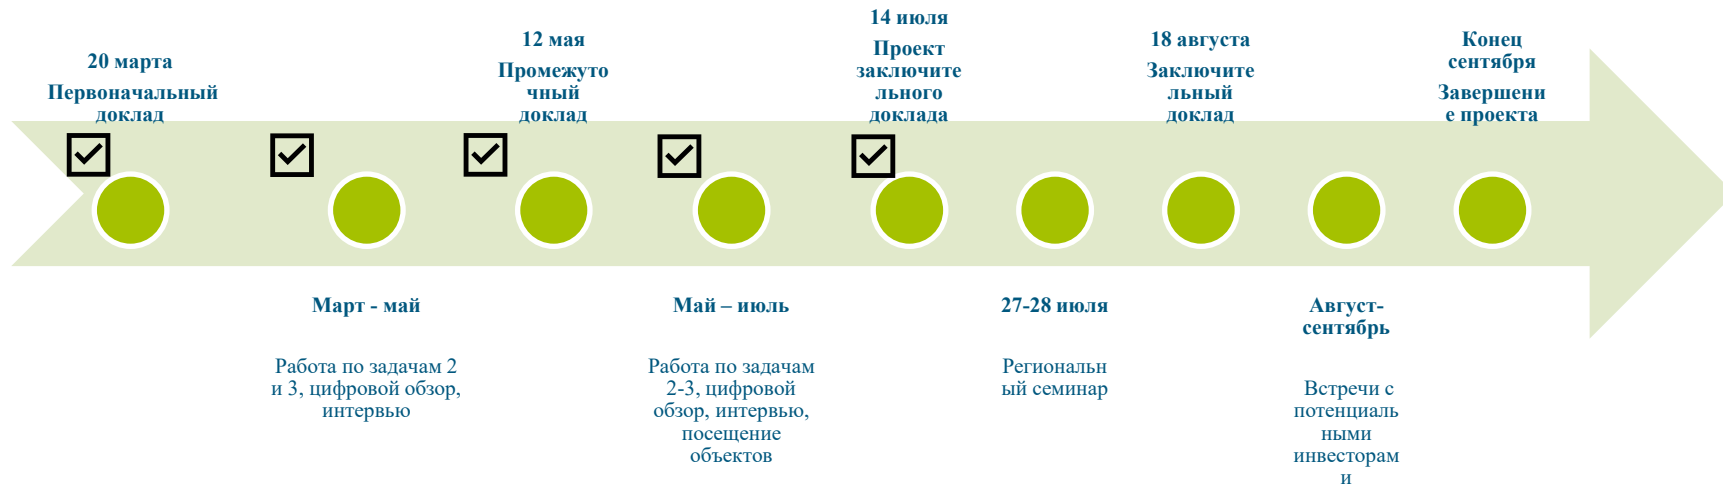 20 марта
Первоначальный
доклад
Март - май
Работа по задачам 2
и 3, цифровой обзор,
интервью
12 мая
Промежуто
чный
доклад
Май – июль
Работа по задачам
2-3, цифровой
обзор, интервью,
посещение
объектов
14 июля
Проект
заключите
льного
доклада
27-28 июля
Региональн
ый семинар
18 августа
Заключите
льный
доклад
Август-
сентябрь
Встречи с
потенциаль
ными
инвесторам
и
Конец
сентября
Завершени
е проекта